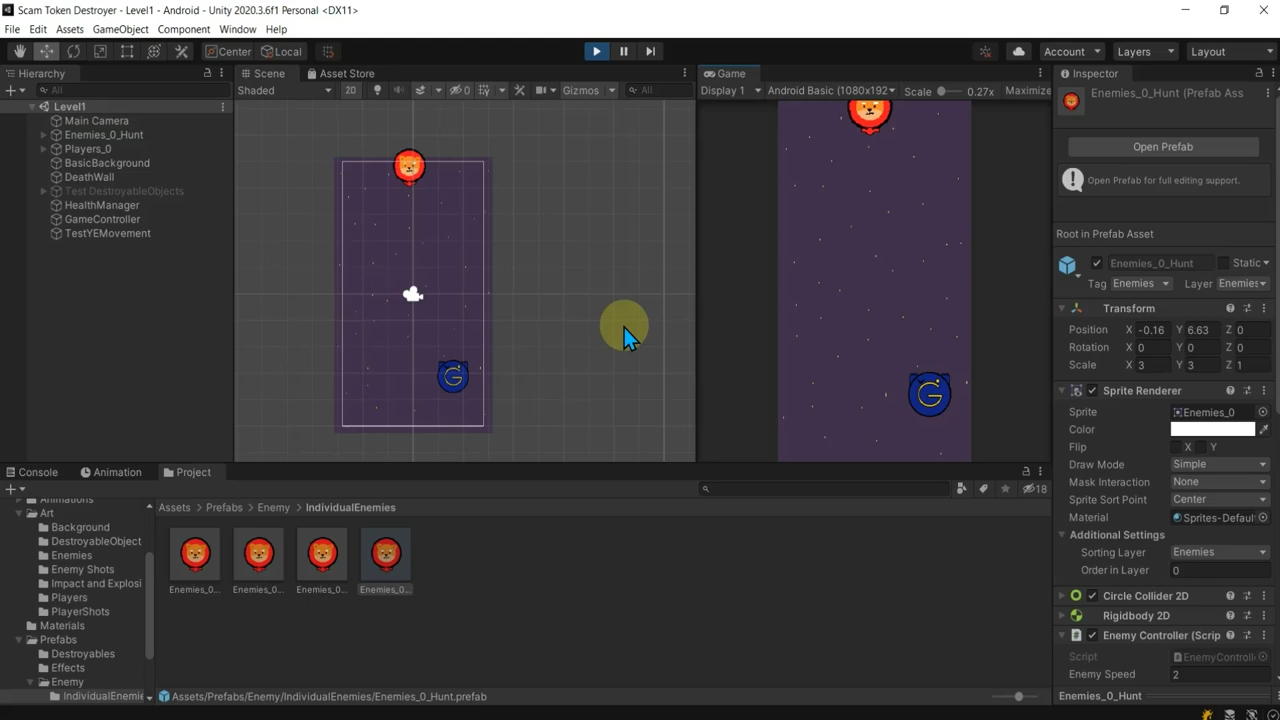 Scam Token Destroyer - Level1 - Android - Unity 2020.3.6f1 Personal <DX11>
File Edit Assets GameObject Component Window Help
Center Local Account Layers Layout
Hierarchy Scene Asset Store Game Inspector
All Shaded 2D 0 Gizmos All Display 1 Android Basic (1080x192 Scale 0.27x Maximize
Enemies_0_Hunt (Prefab Ass
Level1
Main Camera
Enemies_0_Hunt
Players_0
BasicBackground
DeathWall
Test DestroyableObjects
HealthManager
GameController
TestYEMovement
G
G
Open Prefab
Open Prefab for full editing support.
Root in Prefab Asset
Enemies_0_Hunt Static
Tag Enemies Layer Enemies
Transform
Position X -0.16 Y 6.63 Z 0
Rotation X 0 Y 0 Z 0
Scale X 3 Y 3 Z 1
Sprite Renderer
Sprite Enemies_0
Color
Flip X Y
Draw Mode Simple
Mask Interaction None
Sprite Sort Point Center
Material Sprites-Defaul
Additional Settings
Sorting Layer Enemies
Order in Layer 0
Circle Collider 2D
Rigidbody 2D
Enemy Controller (Scrip
Script EnemyControll
Enemy Speed 2
Enemies_0_Hunt
Console Animation Project
18
Animations
Art
Background
DestroyableObject
Enemies
Enemy Shots
Impact and Explosi
Players
PlayerShots
Materials
Prefabs
Destroyables
Effects
Enemy
IndividualEnemie
Assets Prefabs Enemy IndividualEnemies
Enemies_0... Enemies_0... Enemies_0... Enemies_0...
Assets/Prefabs/Enemy/IndividualEnemies/Enemies_0_Hunt.prefab